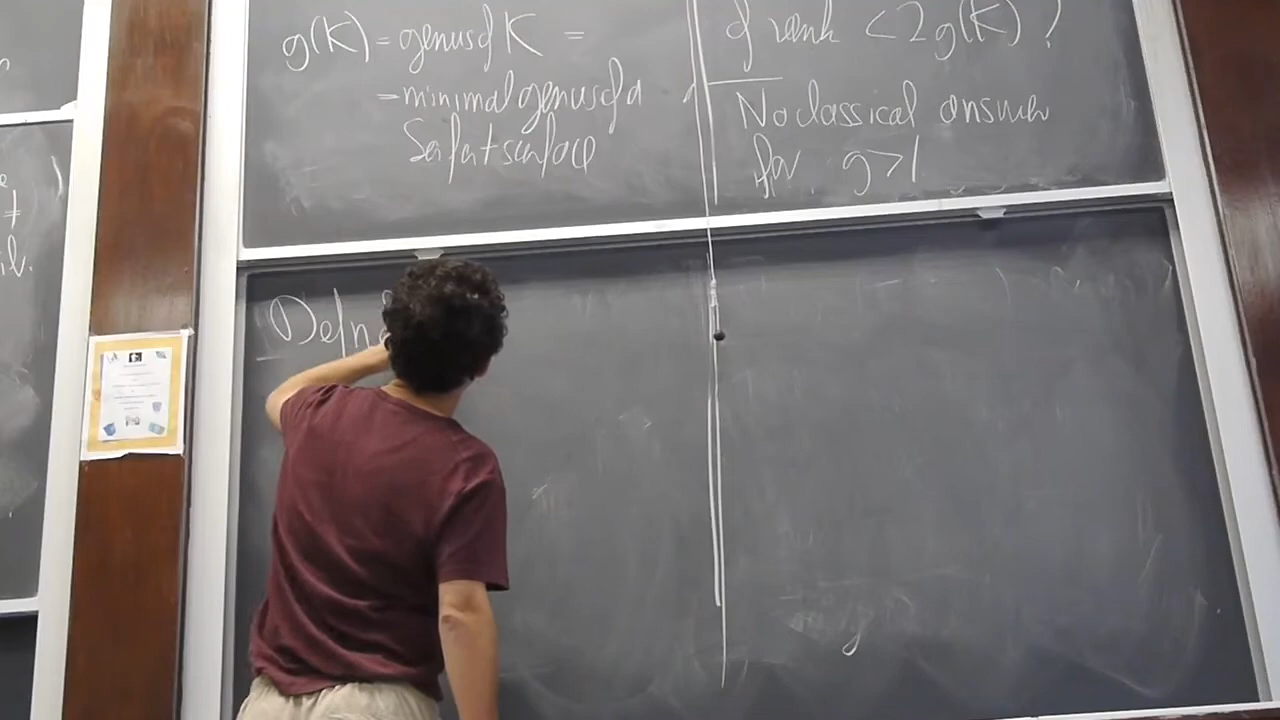 g(K) = genus of K =
= minimal genus of a
Seifert surface
of rank < 2g(K) ?
No classical answer
for g>1
Defn